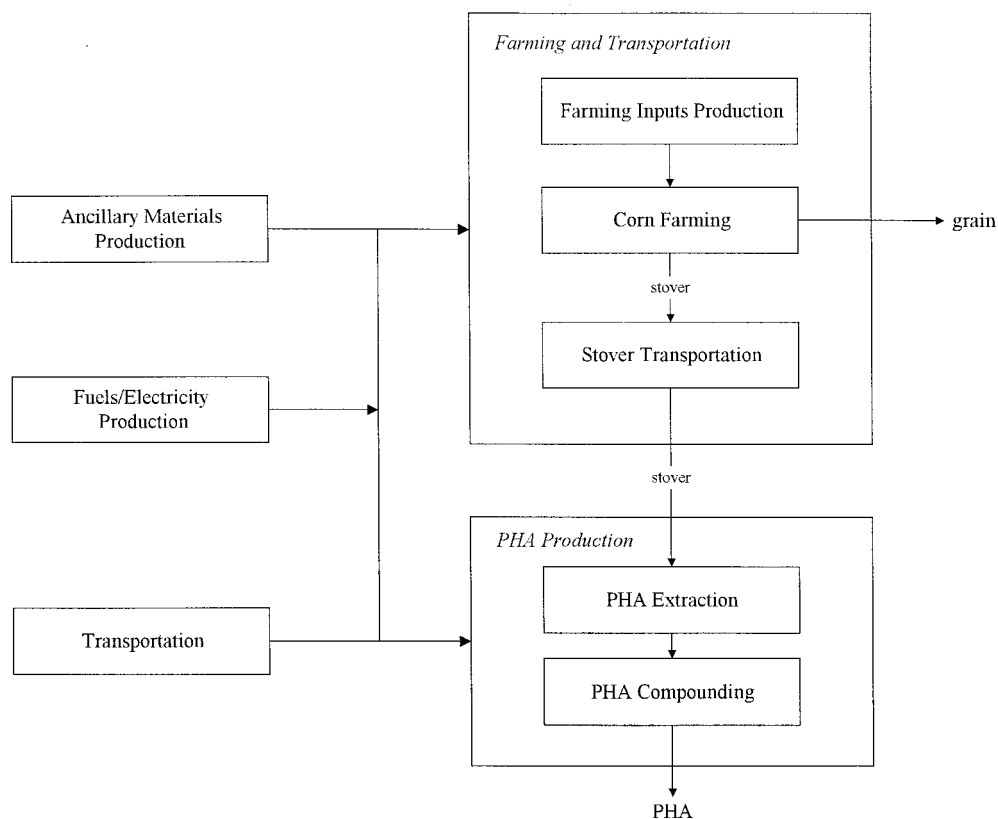 Farming and Transportation
Farming Inputs Production
Ancillary Materials
Production
Corn Farming
grain
stover
Stover Transportation
Fuels/Electricity
Production
stover
PHA Production
PHA Extraction
Transportation
PHA Compounding
PHA